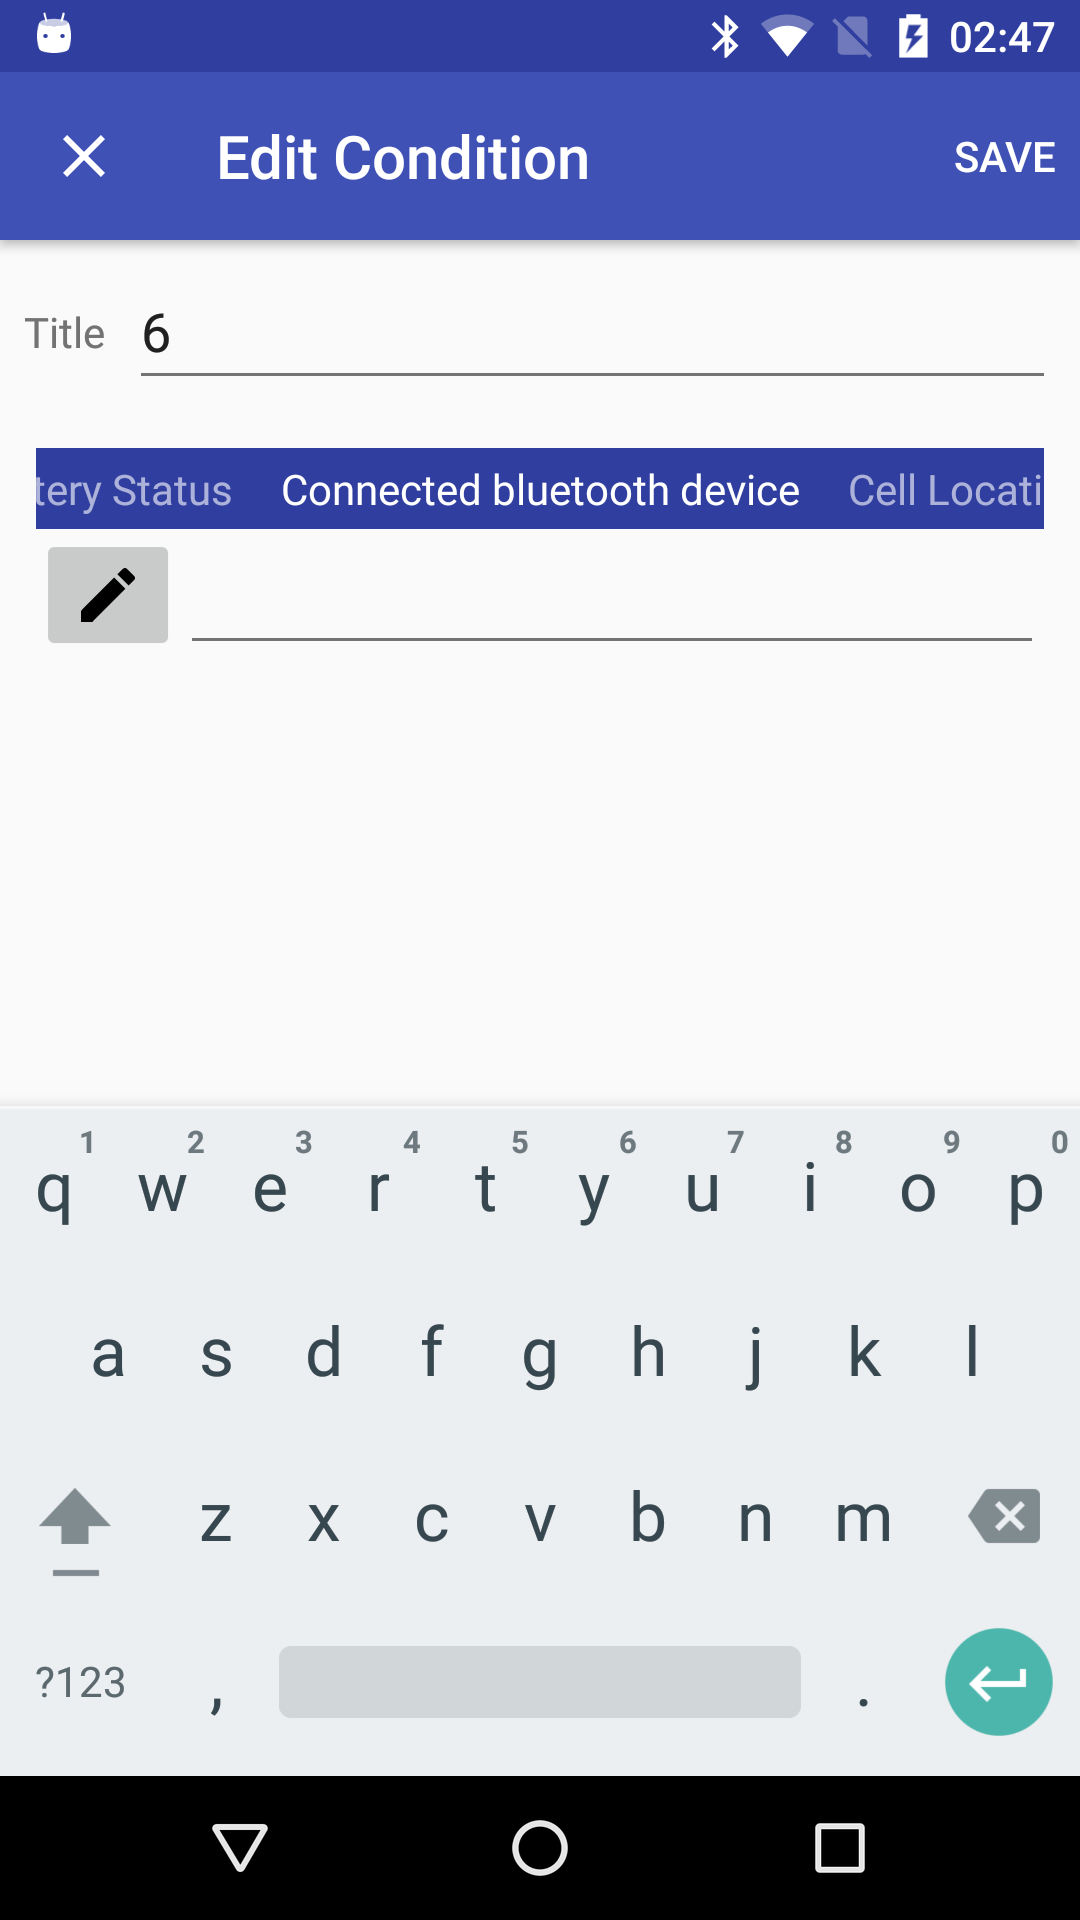 02:47
Edit Condition
SAVE
Title 6
tery Status Connected bluetooth device Cell Locati
1 2 3 4 5 6 7 8 9 0
q w e r t y u i o p
a s d f g h j k l
z x c v b n m
?123 , .